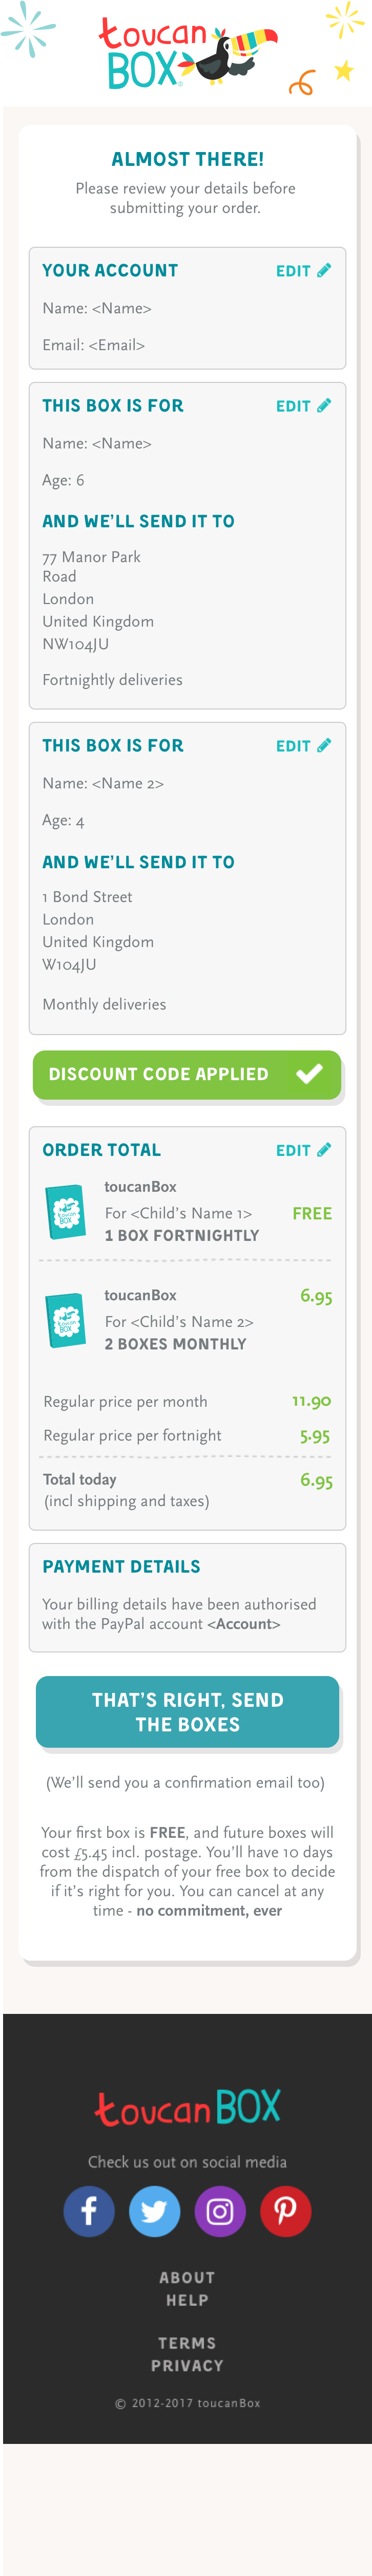 toucan
BOX
ALMOST THERE!
Please review your details before
submitting your order.
YOUR ACCOUNT
EDIT
Name: <Name>
Email: <Email>
THIS BOX IS FOR
EDIT
Name: <Name>
Age: 6
AND WE'LL SEND IT TO
77 Manor Park
Road
London
United Kingdom
NW104JU
Fortnightly deliveries
THIS BOX IS FOR
EDIT
Name: <Name 2>
Age: 4
AND WE'LL SEND IT TO
1 Bond Street
London
United Kingdom
W104JU
Monthly deliveries
DISCOUNT CODE APPLIED
ORDER TOTAL
EDIT
toucan
BOX
toucanBox
For <Child's Name 1>
FREE
1 BOX FORTNIGHTLY
toucan
BOX
toucanBox
6.95
For <Child's Name 2>
2 BOXES MONTHLY
Regular price per month
11.90
Regular price per fortnight
5.95
Total today
6.95
(incl shipping and taxes)
PAYMENT DETAILS
Your billing details have been authorised
with the PayPal account <Account>
THAT'S RIGHT, SEND
THE BOXES
(We'll send you a confirmation email too)
Your first box is FREE, and future boxes will
cost £5.45 incl. postage. You'll have 10 days
from the dispatch of your free box to decide
if it's right for you. You can cancel at any
time - no commitment, ever
toucan BOX
Check us out on social media
ABOUT
HELP
TERMS
PRIVACY
© 2012-2017 toucanBox